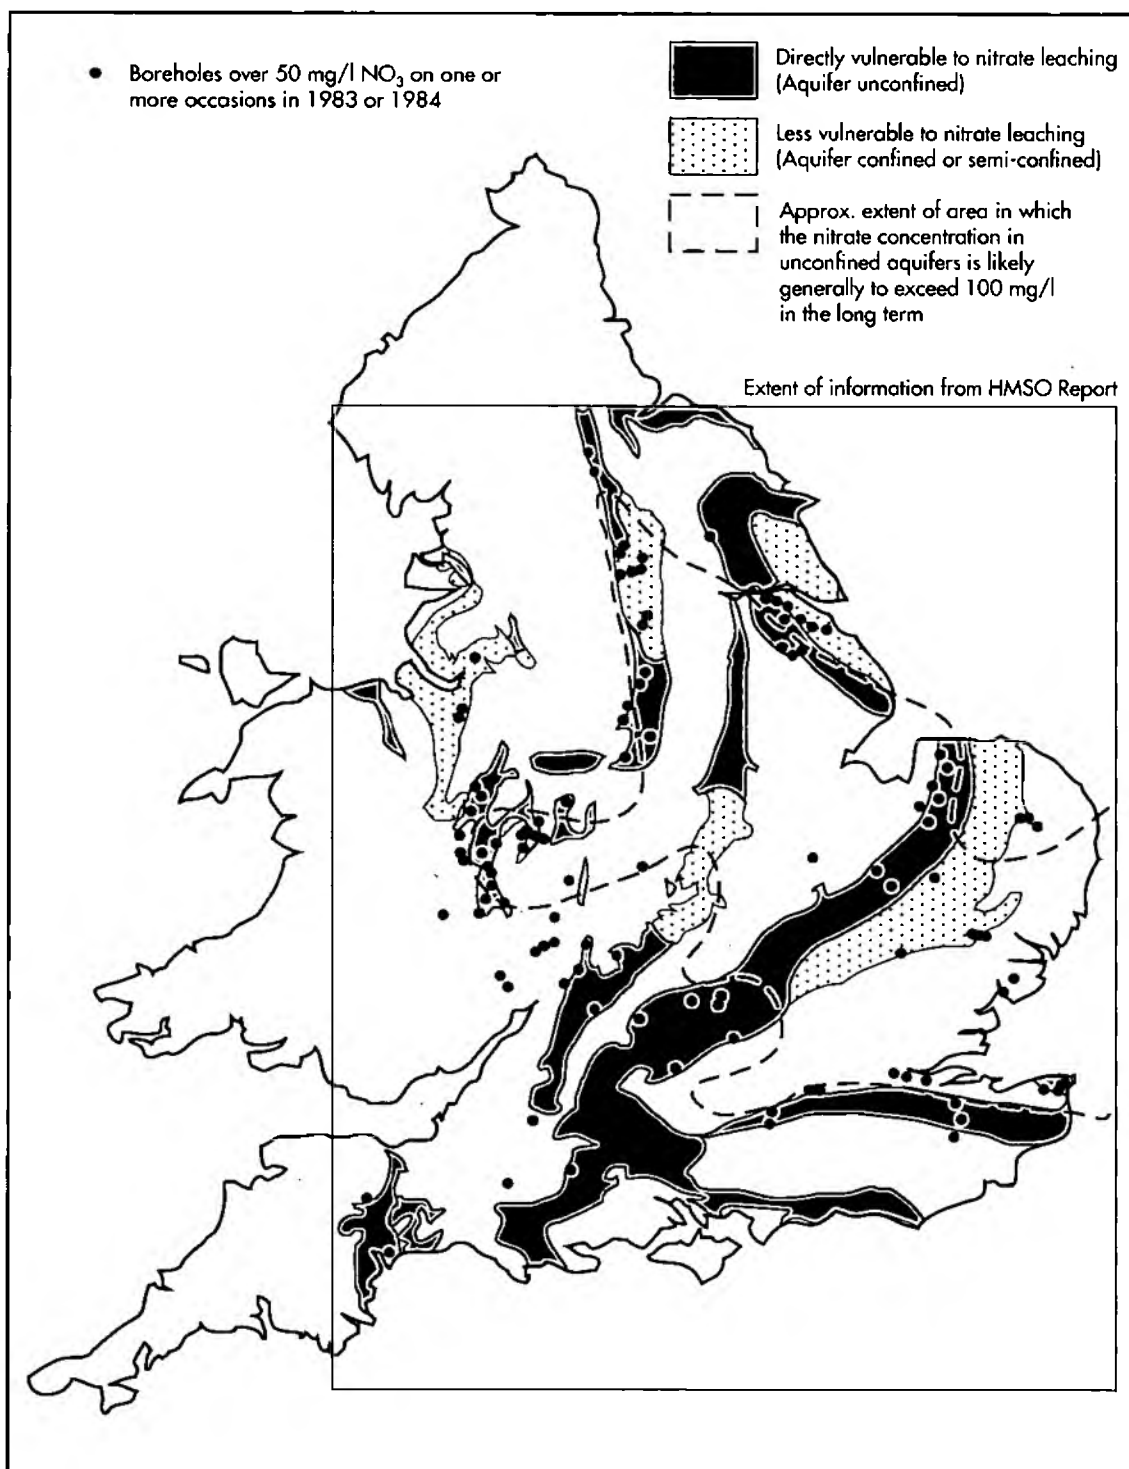 Boreholes over 50 mg/l NO3 on one or
more occasions in 1983 or 1984
Directly vulnerable to nitrate leaching
(Aquifer unconfined)
Less vulnerable to nitrate leaching
(Aquifer confined or semi-confined)
Approx. extent of area in which
the nitrate concentration in
unconfined aquifers is likely
generally to exceed 100 mg/l
in the long term
Extent of information from HMSO Report